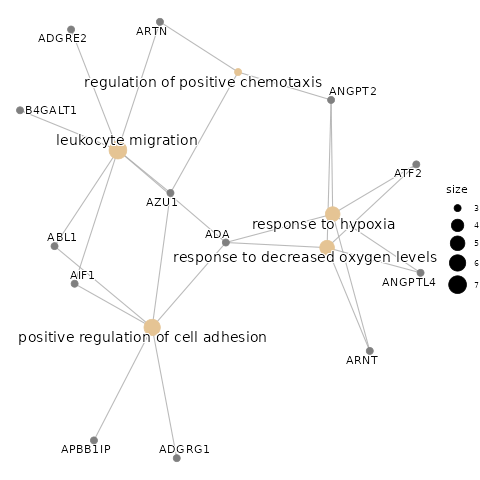 ARTN
ADGRE2
regulation of positive chemotaxis
ANGPT2
B4GALT1
leukocyte migration
ATF2
size
AZU1
3
response to hypoxia
4
ABL1
ADA
5
response to decreased oxygen levels
6
AIF1
ANGPTL4
7
positive regulation of cell adhesion
ARNT
APBB1IP
ADGRG1